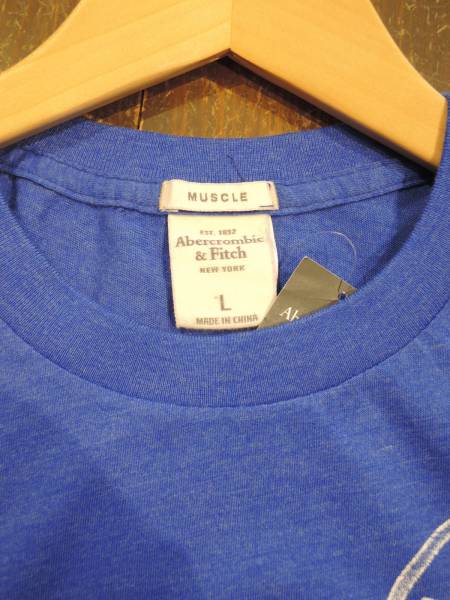 MUSCLE
EST. 1892
Abercrombie
& Fitch
NEW YORK
L
MADE IN CHINA